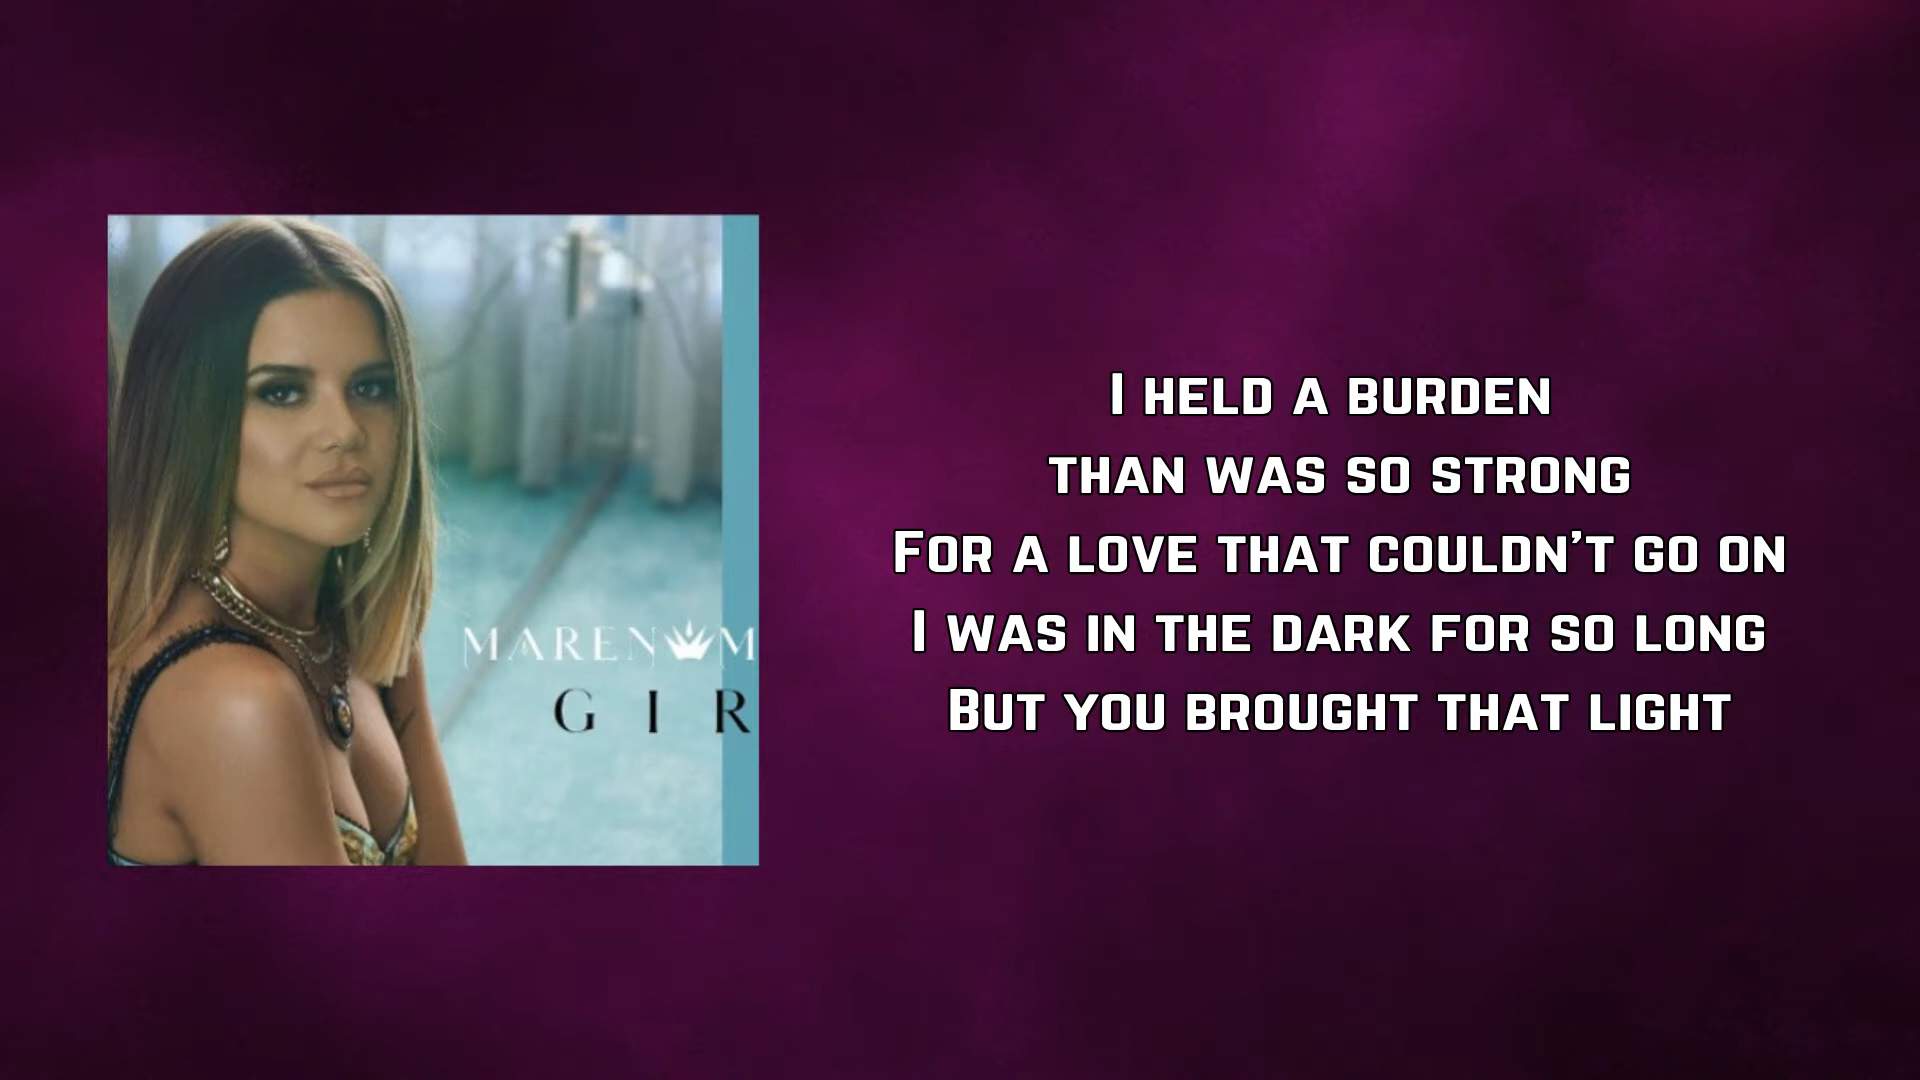 MAREN M
GIR
I HELD A BURDEN
THAN WAS SO STRONG
FOR A LOVE THAT COULDN'T GO ON
I WAS IN THE DARK FOR SO LONG
BUT YOU BROUGHT THAT LIGHT